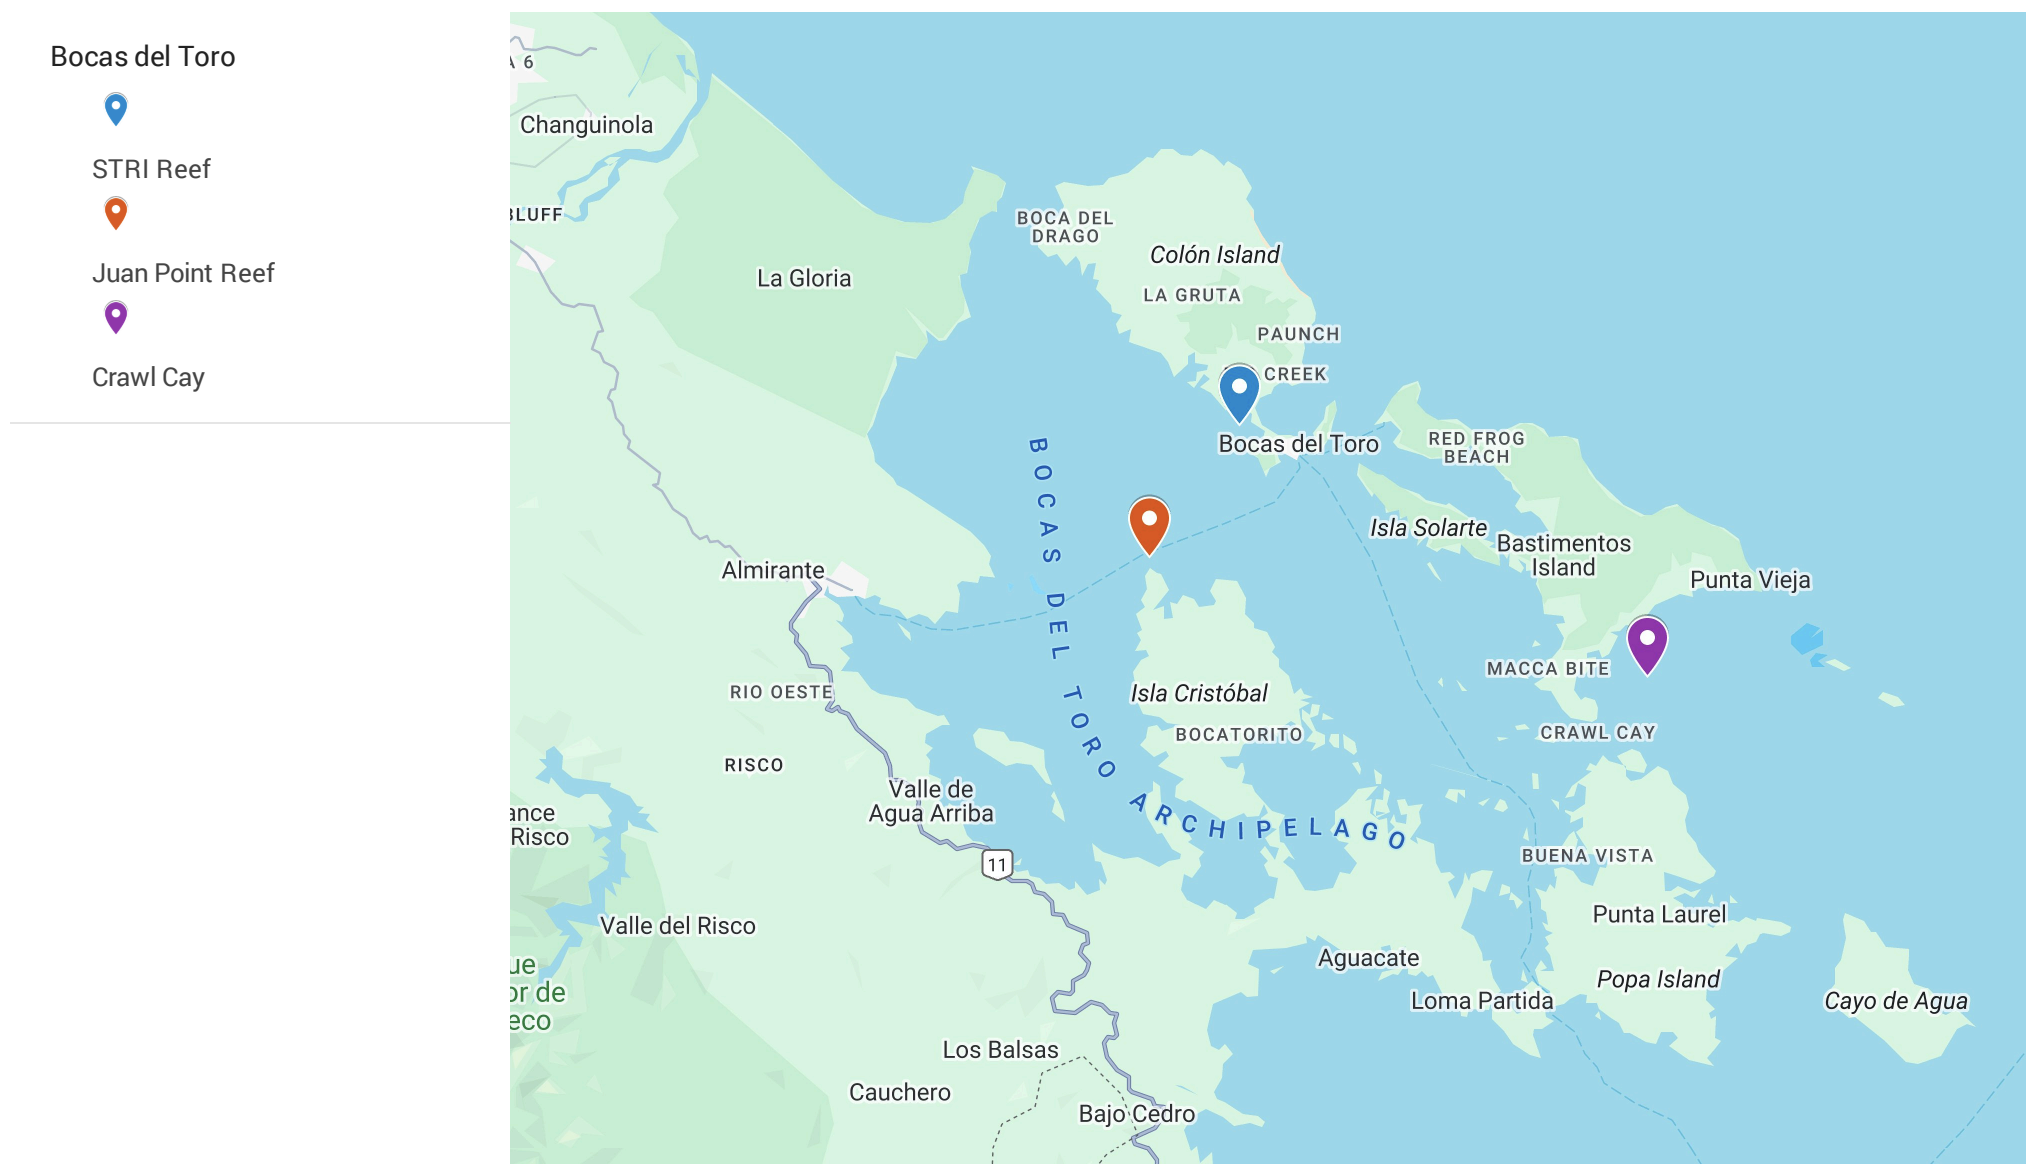 Bocas del Toro
STRI Reef
Juan Point Reef
Crawl Cay
A 6
Changuinola
BLUFF
BOCA DEL
DRAGO
Colón Island
La Gloria
LA GRUTA
PAUNCH
CREEK
Bocas del Toro
RED FROG
BEACH
BOCAS DEL TORO ARCHIPELAGO
Isla Solarte
Bastimentos
Island
Almirante
Punta Vieja
MACCA BITE
RIO OESTE
Isla Cristóbal
BOCATORITO
CRAWL CAY
RISCO
Valle de
Agua Arriba
ance
Risco
11
BUENA VISTA
Valle del Risco
Punta Laurel
Aguacate
ue
or de
eco
Popa Island
Loma Partida
Cayo de Agua
Los Balsas
Cauchero
Bajo Cedro